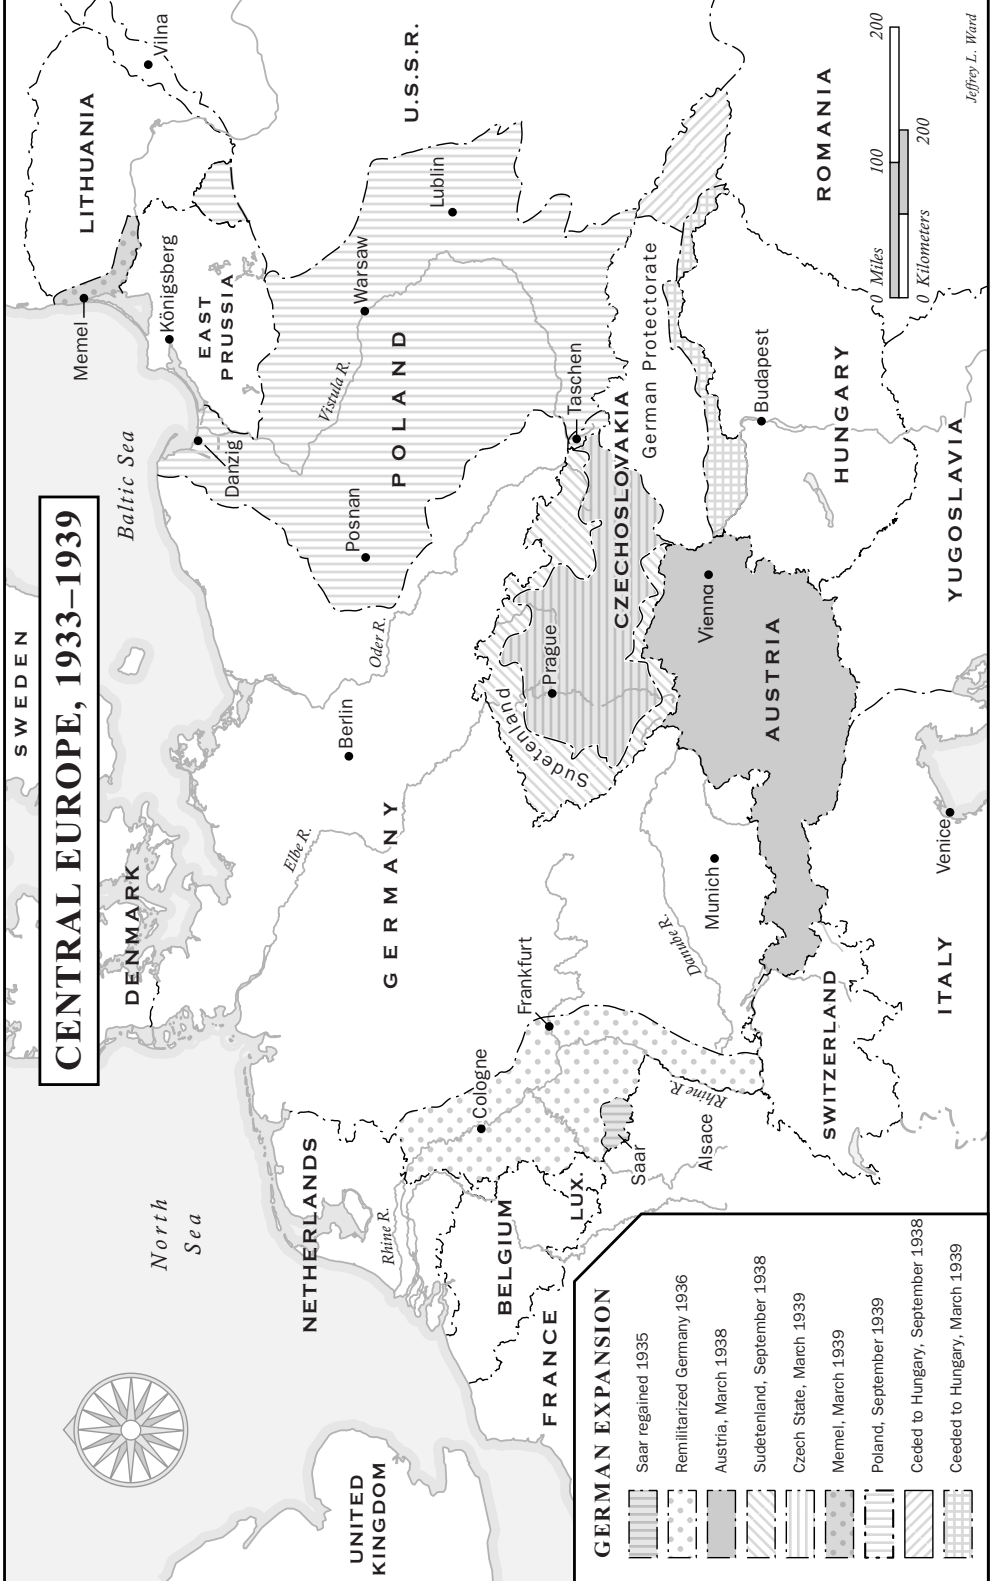 CENTRAL EUROPE, 1933–1939
SWEDEN
DENMARK
Baltic Sea
North
Sea
LITHUANIA
Vilna
Memel
Königsberg
EAST
PRUSSIA
Danzig
U.S.S.R.
Lublin
Warsaw
Vistula R.
POLAND
Posnan
Oder R.
Berlin
Elbe R.
GERMANY
NETHERLANDS
Rhine R.
UNITED
KINGDOM
BELGIUM
LUX.
FRANCE
Cologne
Frankfurt
Saar
Alsace
Rhine R.
Danube R.
Munich
Sudetenland
Prague
CZECHOSLOVAKIA
German Protectorate
Taschen
Vienna
AUSTRIA
Budapest
HUNGARY
ROMANIA
YUGOSLAVIA
SWITZERLAND
ITALY
Venice
0 Miles 100 200
0 Kilometers 200
Jeffrey L. Ward
GERMAN EXPANSION
Saar regained 1935
Remilitarized Germany 1936
Austria, March 1938
Sudetenland, September 1938
Czech State, March 1939
Memel, March 1939
Poland, September 1939
Ceded to Hungary, September 1938
Ceeded to Hungary, March 1939